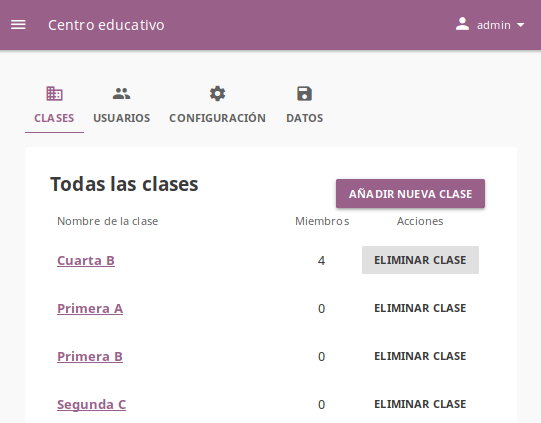 Centro educativo
admin
CLASES USUARIOS CONFIGURACIÓN DATOS
Todas las clases
AÑADIR NUEVA CLASE
Nombre de la clase Miembros Acciones
Cuarta B 4 ELIMINAR CLASE
Primera A 0 ELIMINAR CLASE
Primera B 0 ELIMINAR CLASE
Segunda C 0 ELIMINAR CLASE